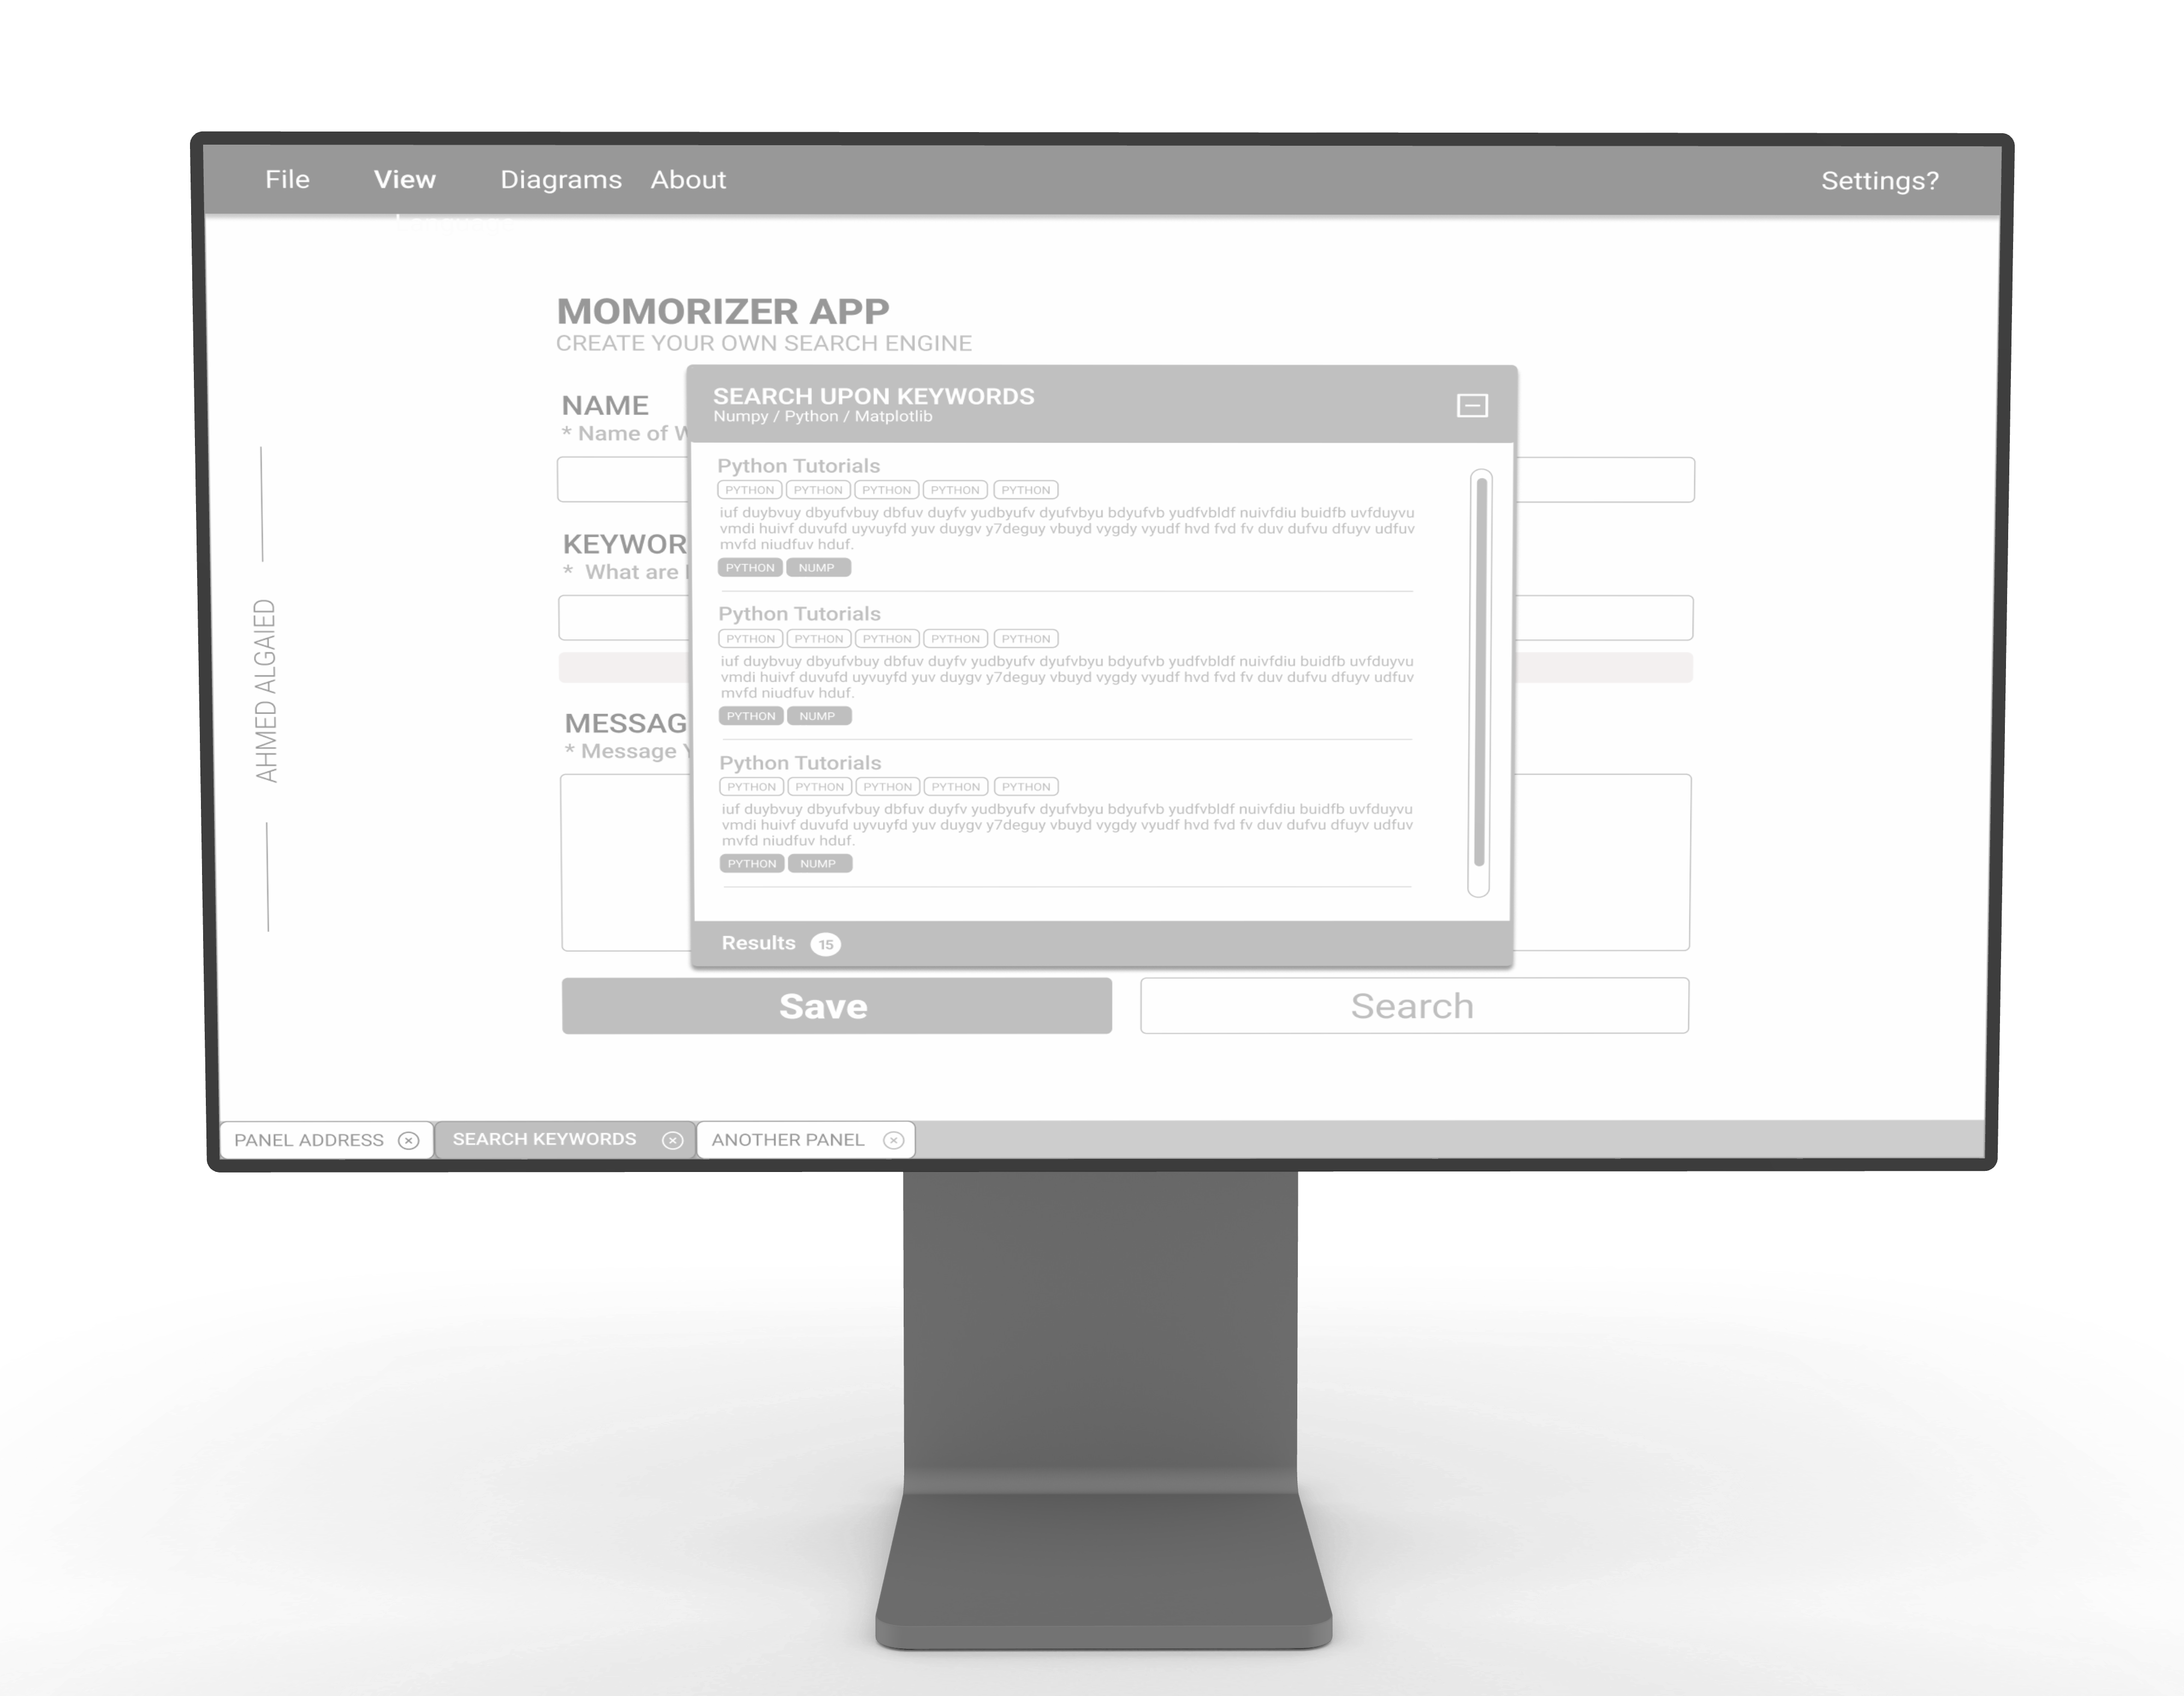 File View Diagrams About Settings?
MOMORIZER APP
CREATE YOUR OWN SEARCH ENGINE
NAME
* Name of
KEYWOR
* What are
MESSAG
* Message
AHMED ALGAIED
SEARCH UPON KEYWORDS
Numpy / Python / Matplotlib
Python Tutorials
PYTHON PYTHON PYTHON PYTHON PYTHON
iuf duybvuy dbyufvbuy dbfuv duyfv yudbyufv dyufvbyu bdyufvb yudfvbldf nuivfdiu buidfb uvfduyvu
vmdi huivf duvufd uyvuyfd yuv duygv y7deguy vbuyd vygdy vyudf hvd fvd fv duv dufvu dfuyv udfuv
mvfd niudfuv hduf.
PYTHON NUMP
Python Tutorials
PYTHON PYTHON PYTHON PYTHON PYTHON
iuf duybvuy dbyufvbuy dbfuv duyfv yudbyufv dyufvbyu bdyufvb yudfvbldf nuivfdiu buidfb uvfduyvu
vmdi huivf duvufd uyvuyfd yuv duygv y7deguy vbuyd vygdy vyudf hvd fvd fv duv dufvu dfuyv udfuv
mvfd niudfuv hduf.
PYTHON NUMP
Python Tutorials
PYTHON PYTHON PYTHON PYTHON PYTHON
iuf duybvuy dbyufvbuy dbfuv duyfv yudbyufv dyufvbyu bdyufvb yudfvbldf nuivfdiu buidfb uvfduyvu
vmdi huivf duvufd uyvuyfd yuv duygv y7deguy vbuyd vygdy vyudf hvd fvd fv duv dufvu dfuyv udfuv
mvfd niudfuv hduf.
PYTHON NUMP
Results 15
Save Search
PANEL ADDRESS SEARCH KEYWORDS ANOTHER PANEL